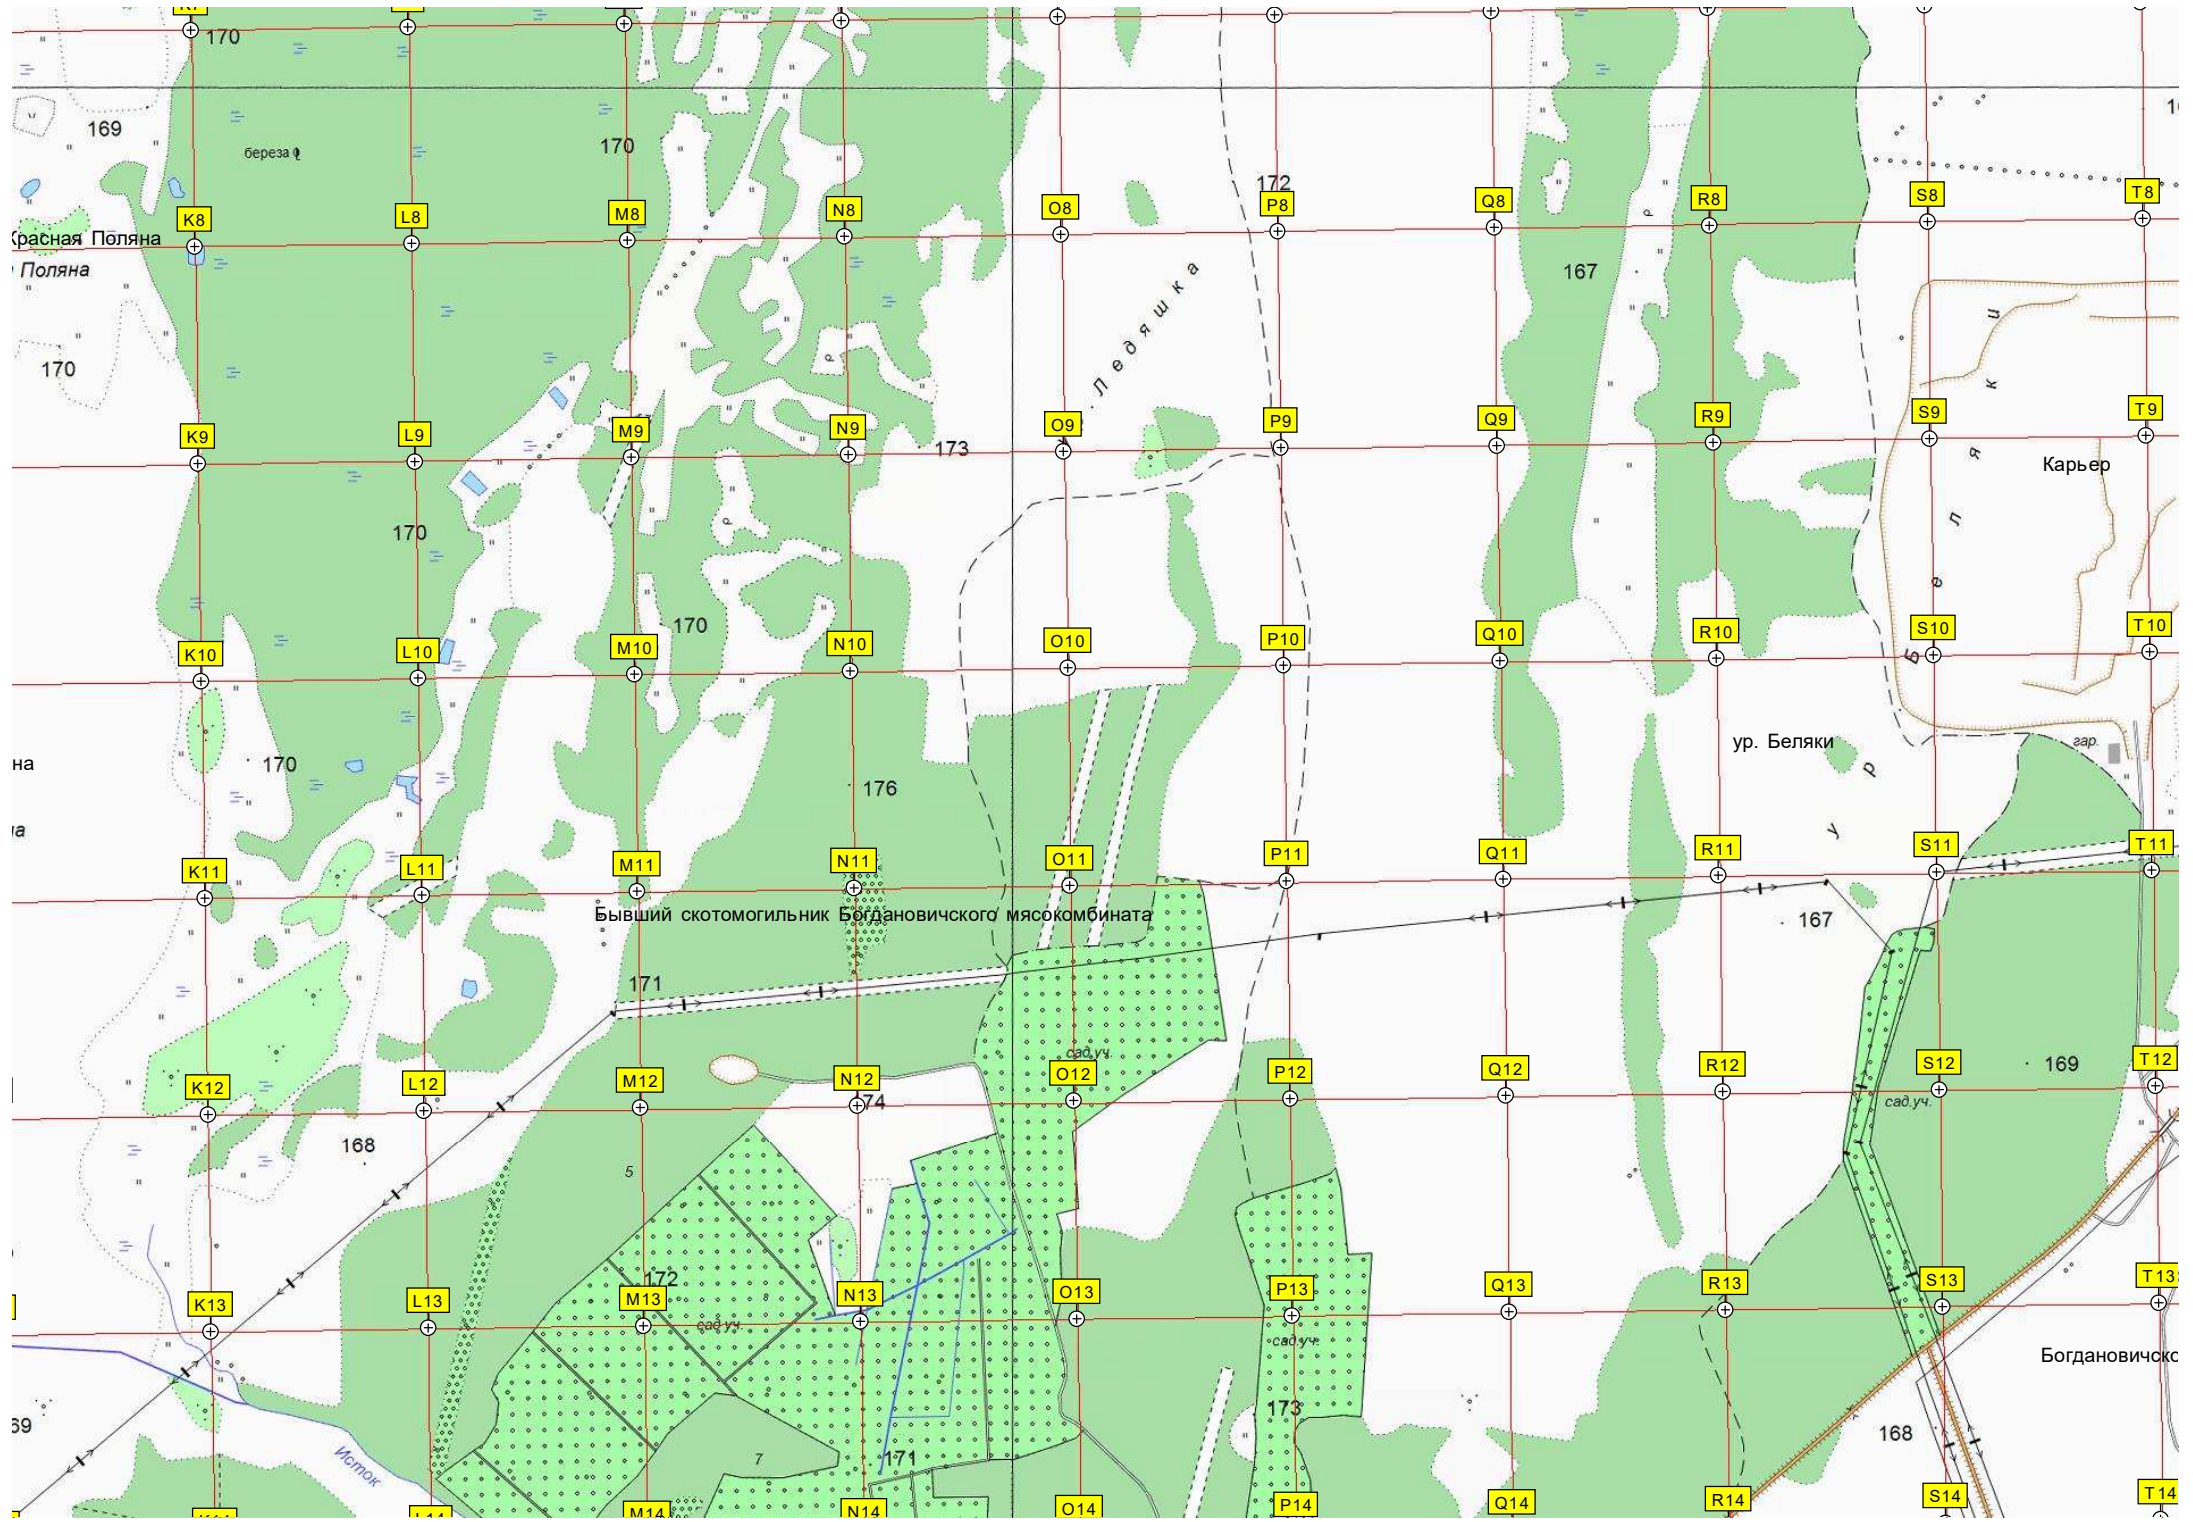 170
169
170
береза
172
K8
L8
M8
N8
O8
P8
Q8
R8
S8
T8
Красная Поляна
Поляна
167
Ледяшка
170
K9
L9
M9
N9
O9
P9
Q9
R9
S9
T9
173
Карьер
170
170
K10
L10
M10
N10
O10
P10
Q10
R10
S10
T10
ур. Беляки
ур. Беляки
гар.
на
170
176
K11
L11
M11
N11
O11
P11
Q11
R11
S11
T11
Бывший скотомогильник Богдановичского мясокомбината
167
171
сад.уч.
169
K12
L12
M12
N12
O12
P12
Q12
R12
S12
T12
74
сад.уч.
168
5
172
K13
L13
M13
N13
O13
P13
Q13
R13
S13
T13
сад.уч.
сад.уч.
Богдановичско
69
173
168
Исток
7
171
L14
M14
N14
O14
P14
Q14
R14
S14
T14